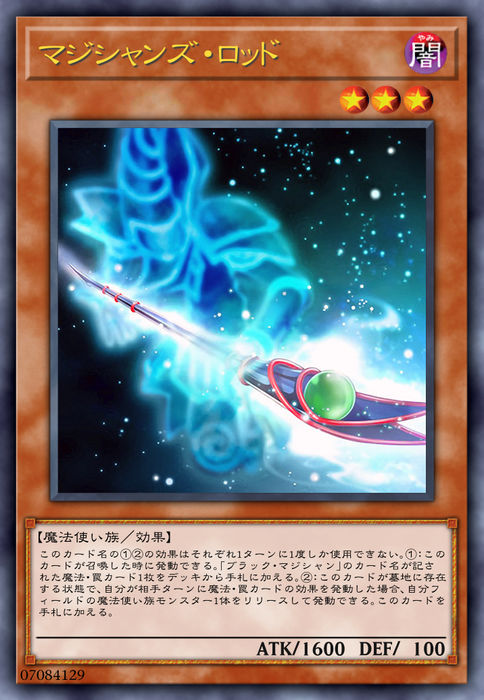 マジシャンズ・ロッド
やみ
闇
【魔法使い族/効果】
このカード名の①②の効果はそれぞれ1ターンに1度しか使用できない。①:この
カードが召喚した時に発動できる。「ブラック・マジシャン」のカード名が記さ
れた魔法・罠カード1枚をデッキから手札に加える。②:このカードが墓地に存在
する状態で、自分が相手ターンに魔法・罠カードの効果を発動した場合、自分フ
ィールドの魔法使い族モンスター1体をリリースして発動できる。このカードを
手札に加える。
ATK/1600 DEF/ 100
07084129